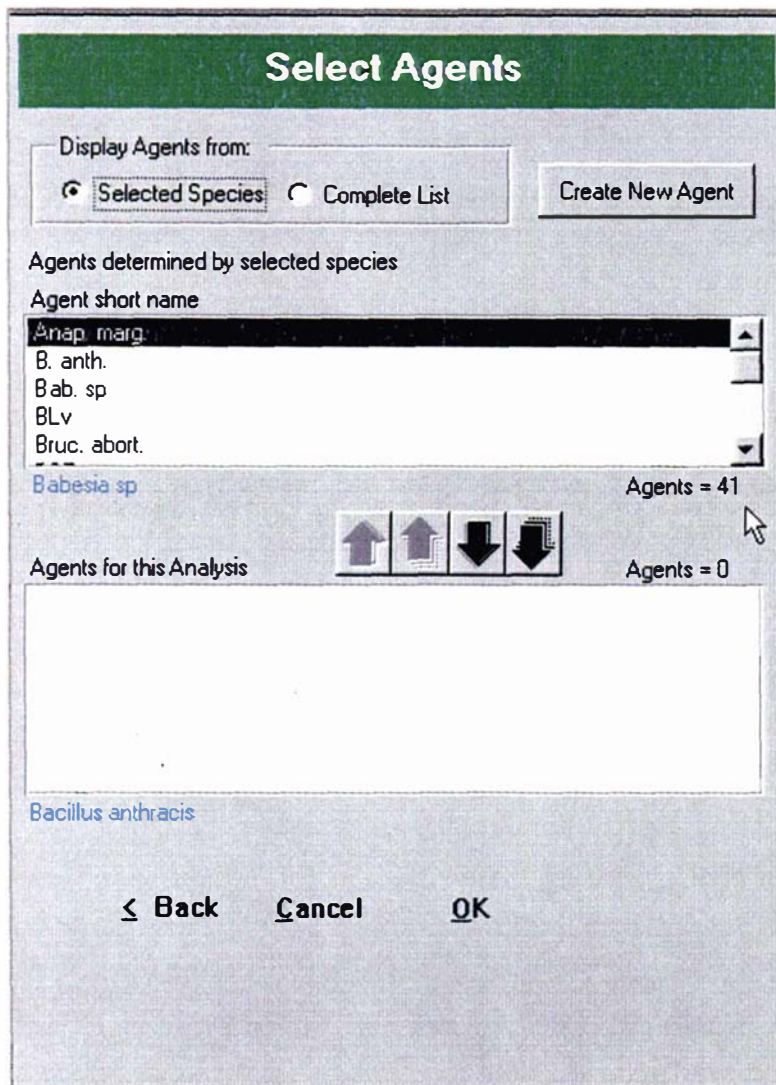 Select Agents
Display Agents from:
Selected Species Complete List
Create New Agent
Agents determined by selected species
Agent short name
Anap. marg.
B. anth.
Bab. sp
BLv
Bruc. abort.
Babesia sp Agents = 41
Agents for this Analysis Agents = 0
Bacillus anthracis
< Back Cancel OK